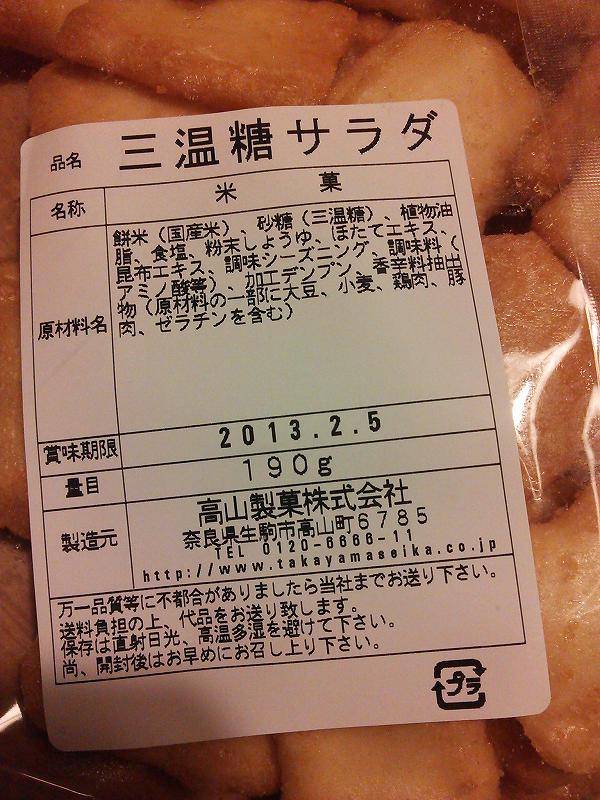 品名 三温糖サラダ
名称 米菓
原材料名
餅米（国産米）、砂糖（三温糖）、植物油
脂、食塩、粉末しょうゆ、ほたてエキス、
昆布エキス、調味シーズニング、調味料（
アミノ酸等）、加工デンプン、香辛料抽出
物（原材料の一部に大豆、小麦、鶏肉、豚
肉、ゼラチンを含む）
賞味期限 2013.2.5
量目 190g
製造元
高山製菓株式会社
奈良県生駒市高山町6785
TEL 0120-6666-11
http://www.takayamaseika.co.jp
万一品質等に不都合がありましたら当社までお送り下さい。
送料負担の上、代品をお送り致します。
保存は直射日光、高温多湿を避けて下さい。
尚、開封後はお早めにお召し上り下さい。
プラ